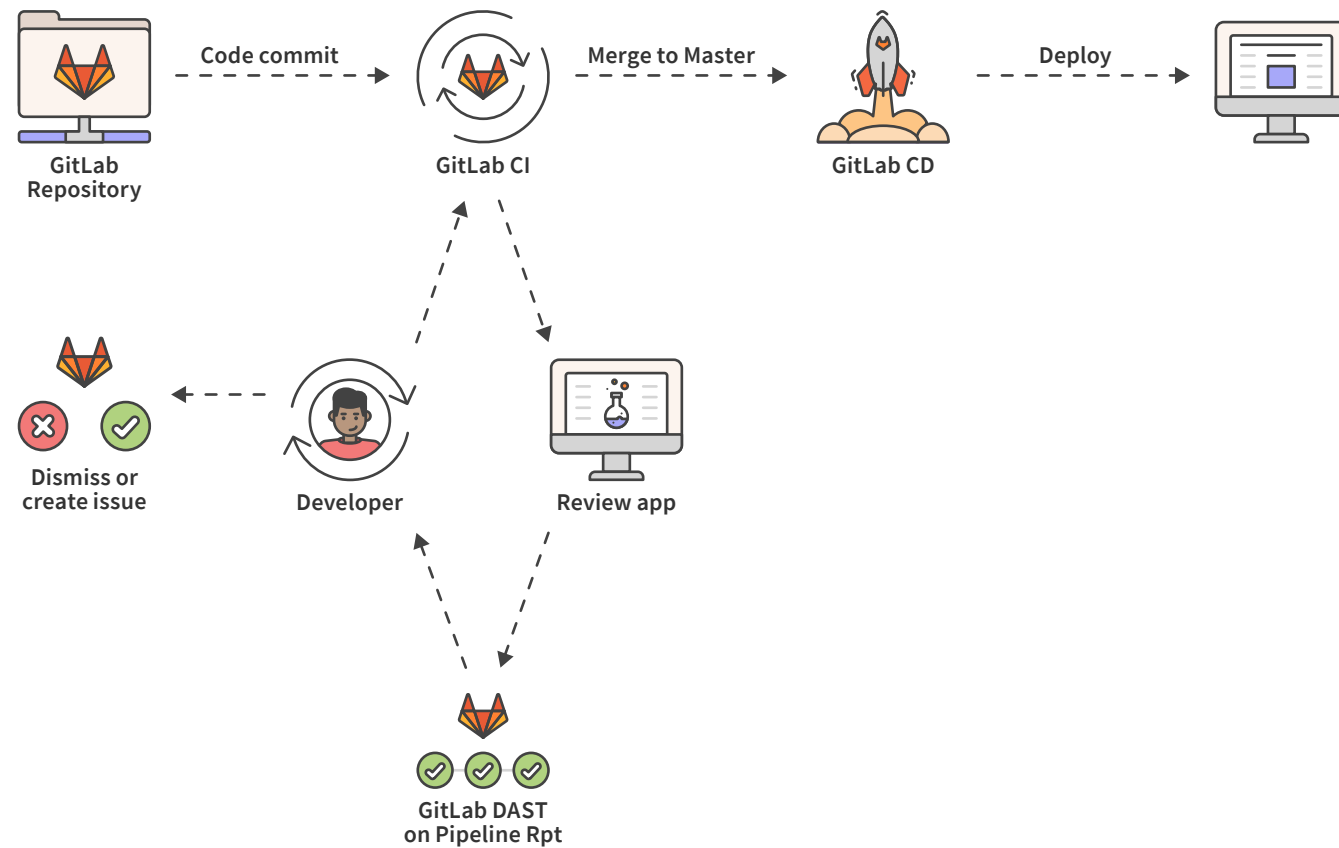 Code commit
Merge to Master
Deploy
GitLab
Repository
GitLab CI
GitLab CD
Dismiss or
create issue
Developer
Review app
GitLab DAST
on Pipeline Rpt